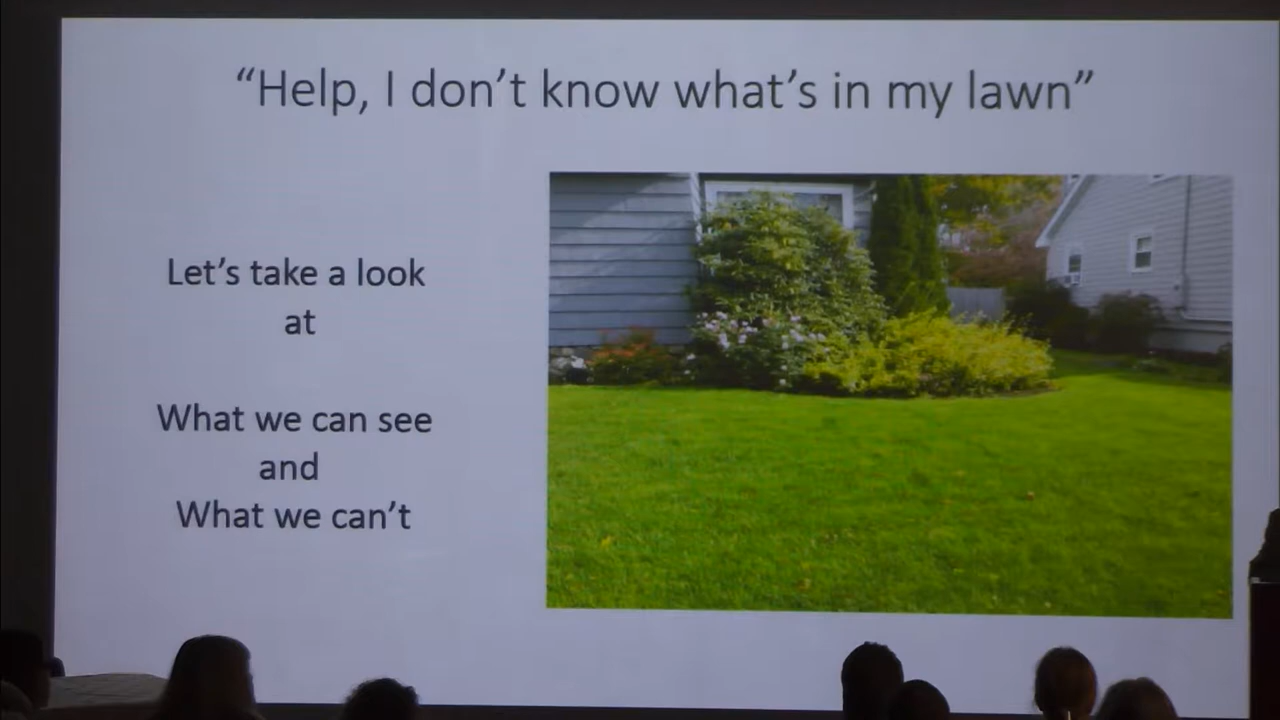 “Help, I don’t know what’s in my lawn”
Let’s take a look
at
What we can see
and
What we can’t